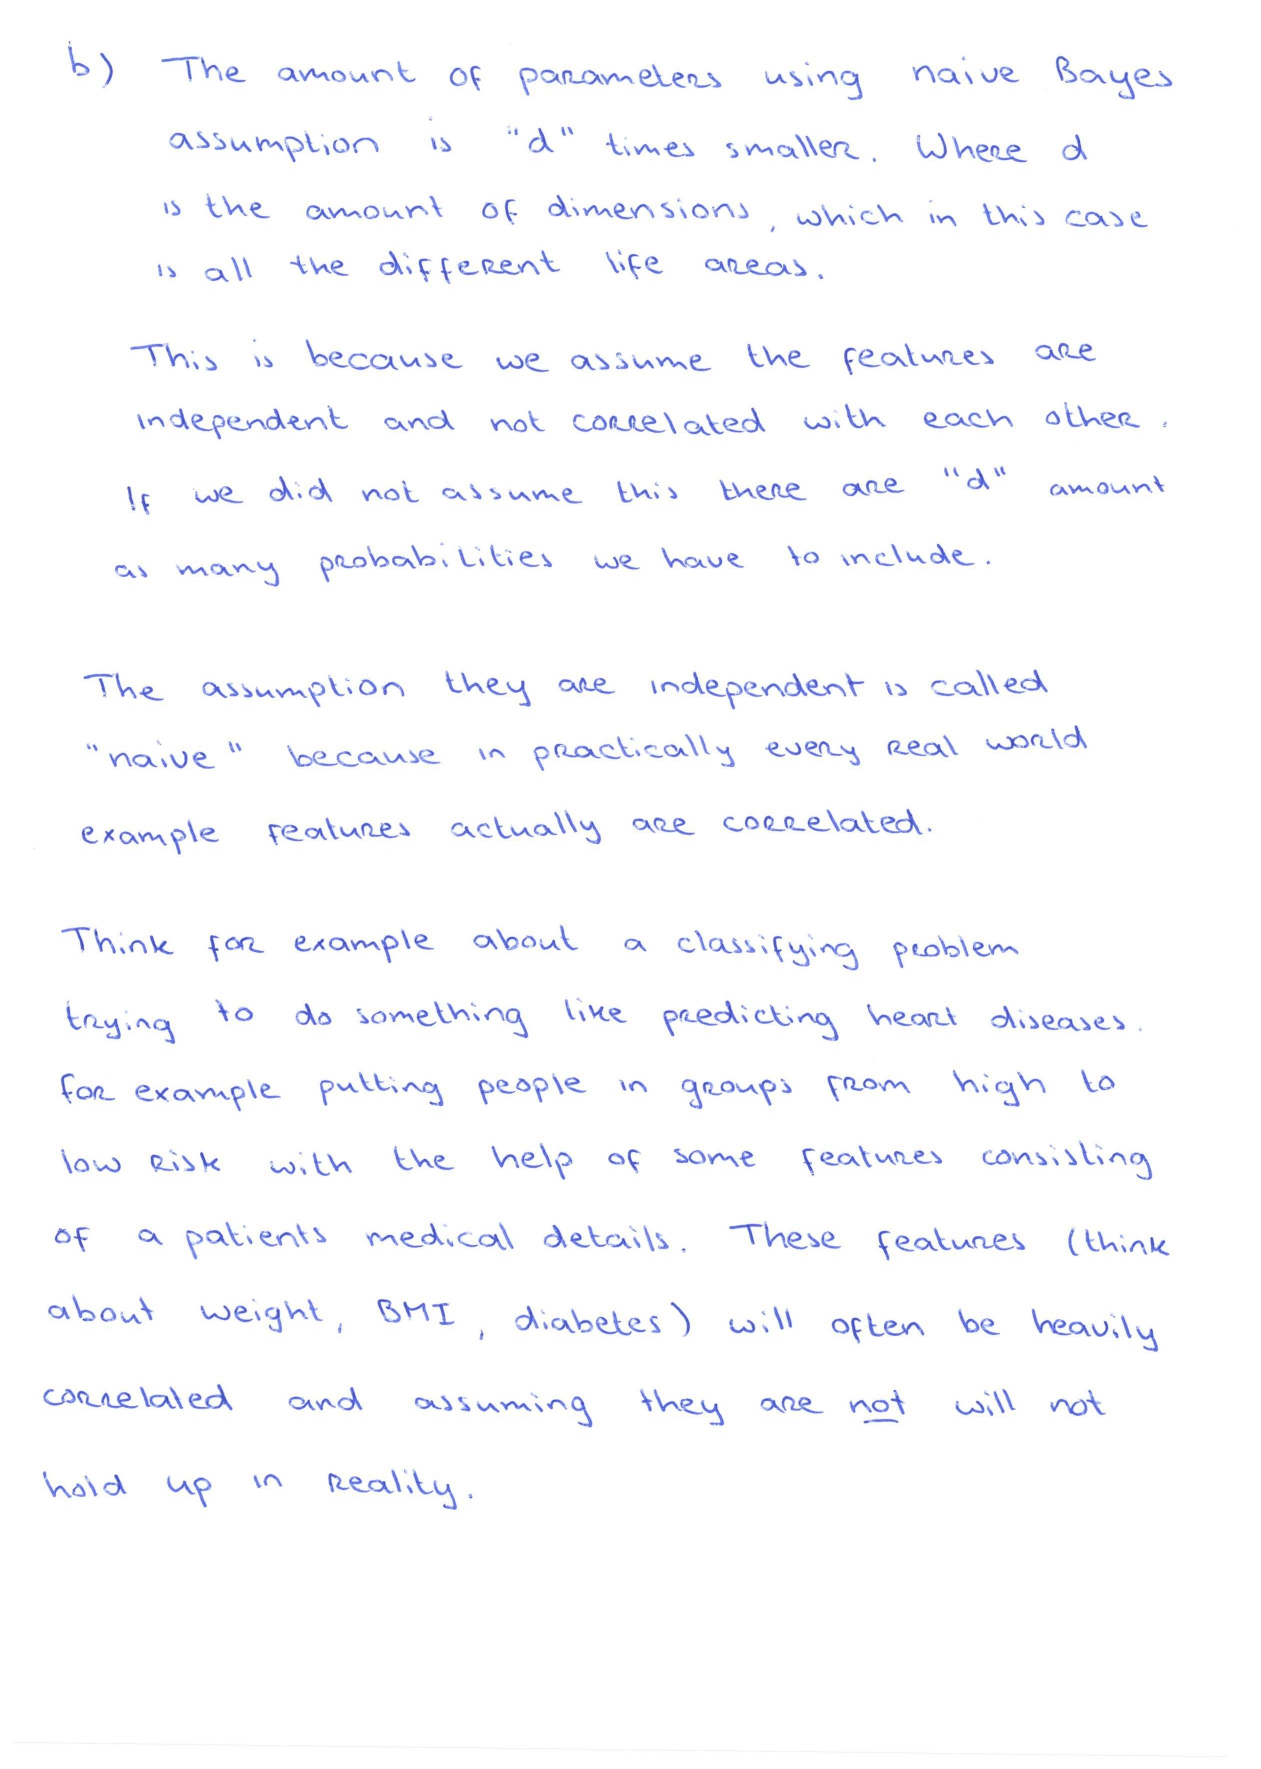 b) The amount of parameters using naive Bayes
assumption is "d" times smaller. Where d
is the amount of dimensions, which in this case
is all the different life areas.
This is because we assume the features are
independent and not correlated with each other.
If we did not assume this there are "d" amount
as many probabilities we have to include.
The assumption they are independent is called
"naive" because in practically every real world
example features actually are correlated.
Think for example about a classifying problem
trying to do something like predicting heart diseases.
for example putting people in groups from high to
low risk with the help of some features consisting
of a patients medical details. These features (think
about weight, BMI, diabetes) will often be heavily
correlated and assuming they are not will not
hold up in reality.